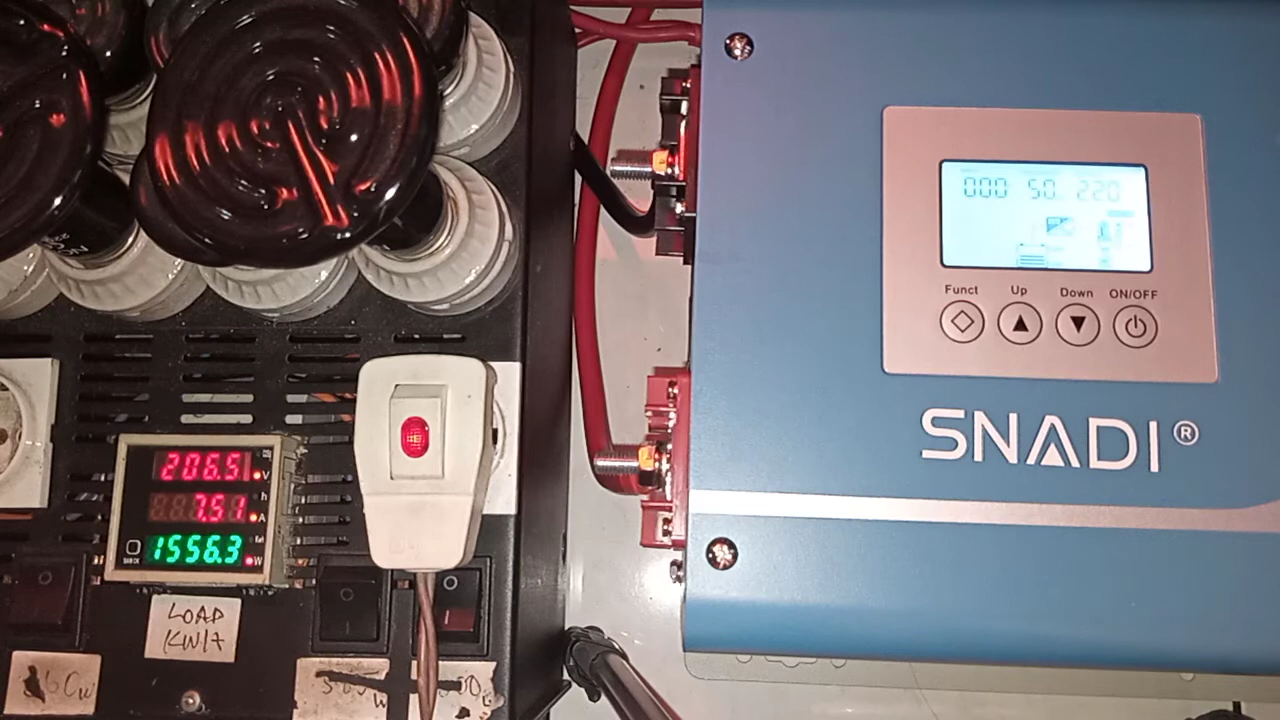 000 50 220
Funct Up Down ON/OFF
SNADI®
206.5 V
h
7.51 A
1556.3 W
LOAD
KW/+